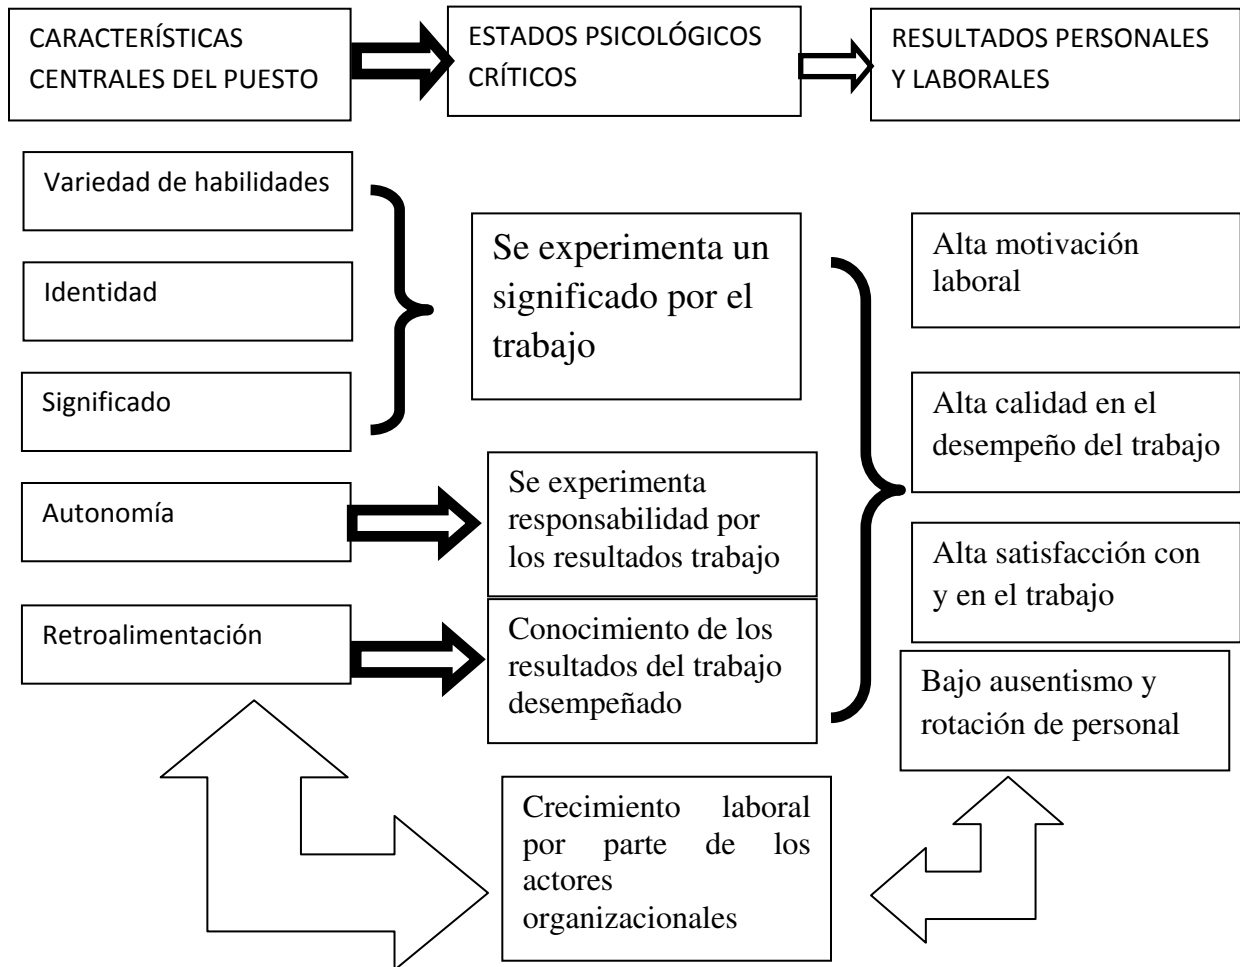 CARACTERÍSTICAS
CENTRALES DEL PUESTO
ESTADOS PSICOLÓGICOS
CRÍTICOS
RESULTADOS PERSONALES
Y LABORALES
Variedad de habilidades
Identidad
Significado
Autonomía
Retroalimentación
Se experimenta un
significado por el
trabajo
Se experimenta
responsabilidad por
los resultados trabajo
Conocimiento de los
resultados del trabajo
desempeñado
Crecimiento laboral
por parte de los
actores
organizacionales
Alta motivación
laboral
Alta calidad en el
desempeño del trabajo
Alta satisfacción con
y en el trabajo
Bajo ausentismo y
rotación de personal